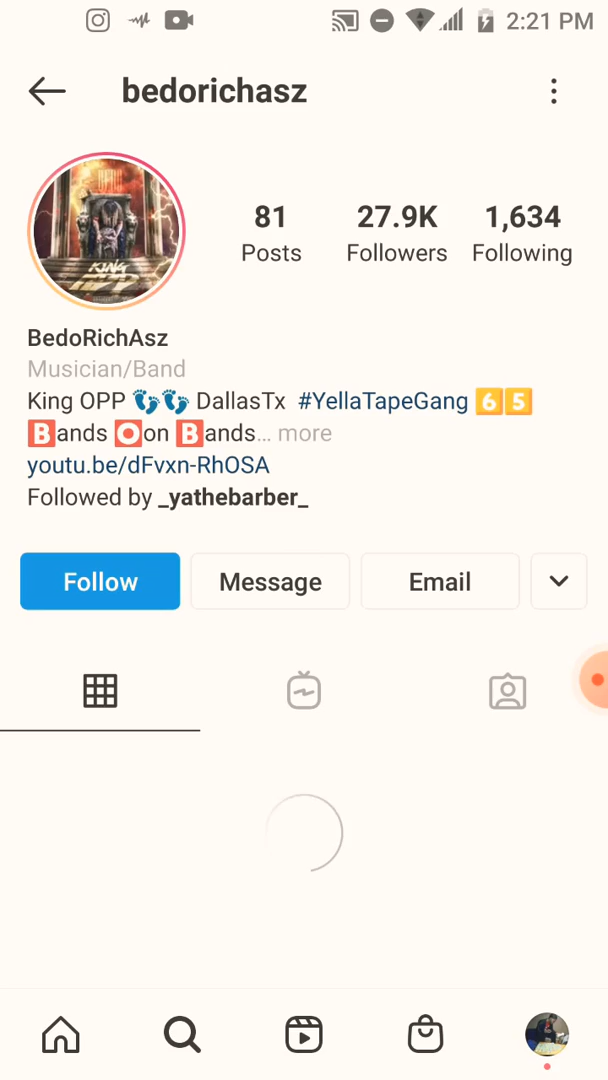 2:21 PM
bedorichasz
81 27.9K 1,634
Posts Followers Following
BedoRichAsz
Musician/Band
King OPP 👣👣 DallasTx #YellaTapeGang 6️⃣5️⃣
🅱️ands 🅾️on 🅱️ands… more
youtu.be/dFvxn-RhOSA
Followed by _yathebarber_
Follow Message Email